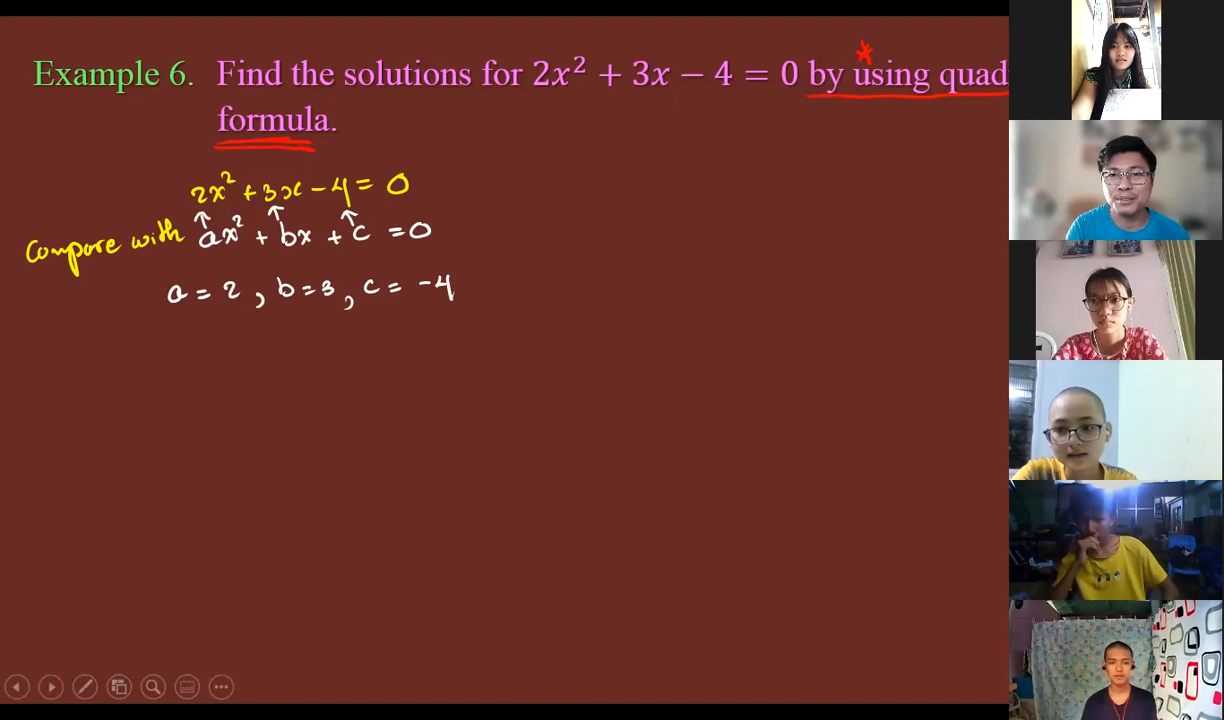 Example 6. Find the solutions for 2x² + 3x − 4 = 0 by using quad
formula.
2x² + 3x − 4 = 0
Compare with ax² + bx + c = 0
a = 2, b = 3, c = −4